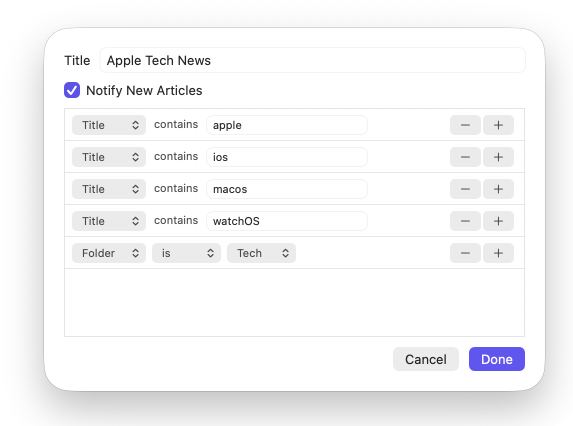 Title Apple Tech News
Notify New Articles
Title contains apple
Title contains ios
Title contains macos
Title contains watchOS
Folder is Tech
Cancel Done